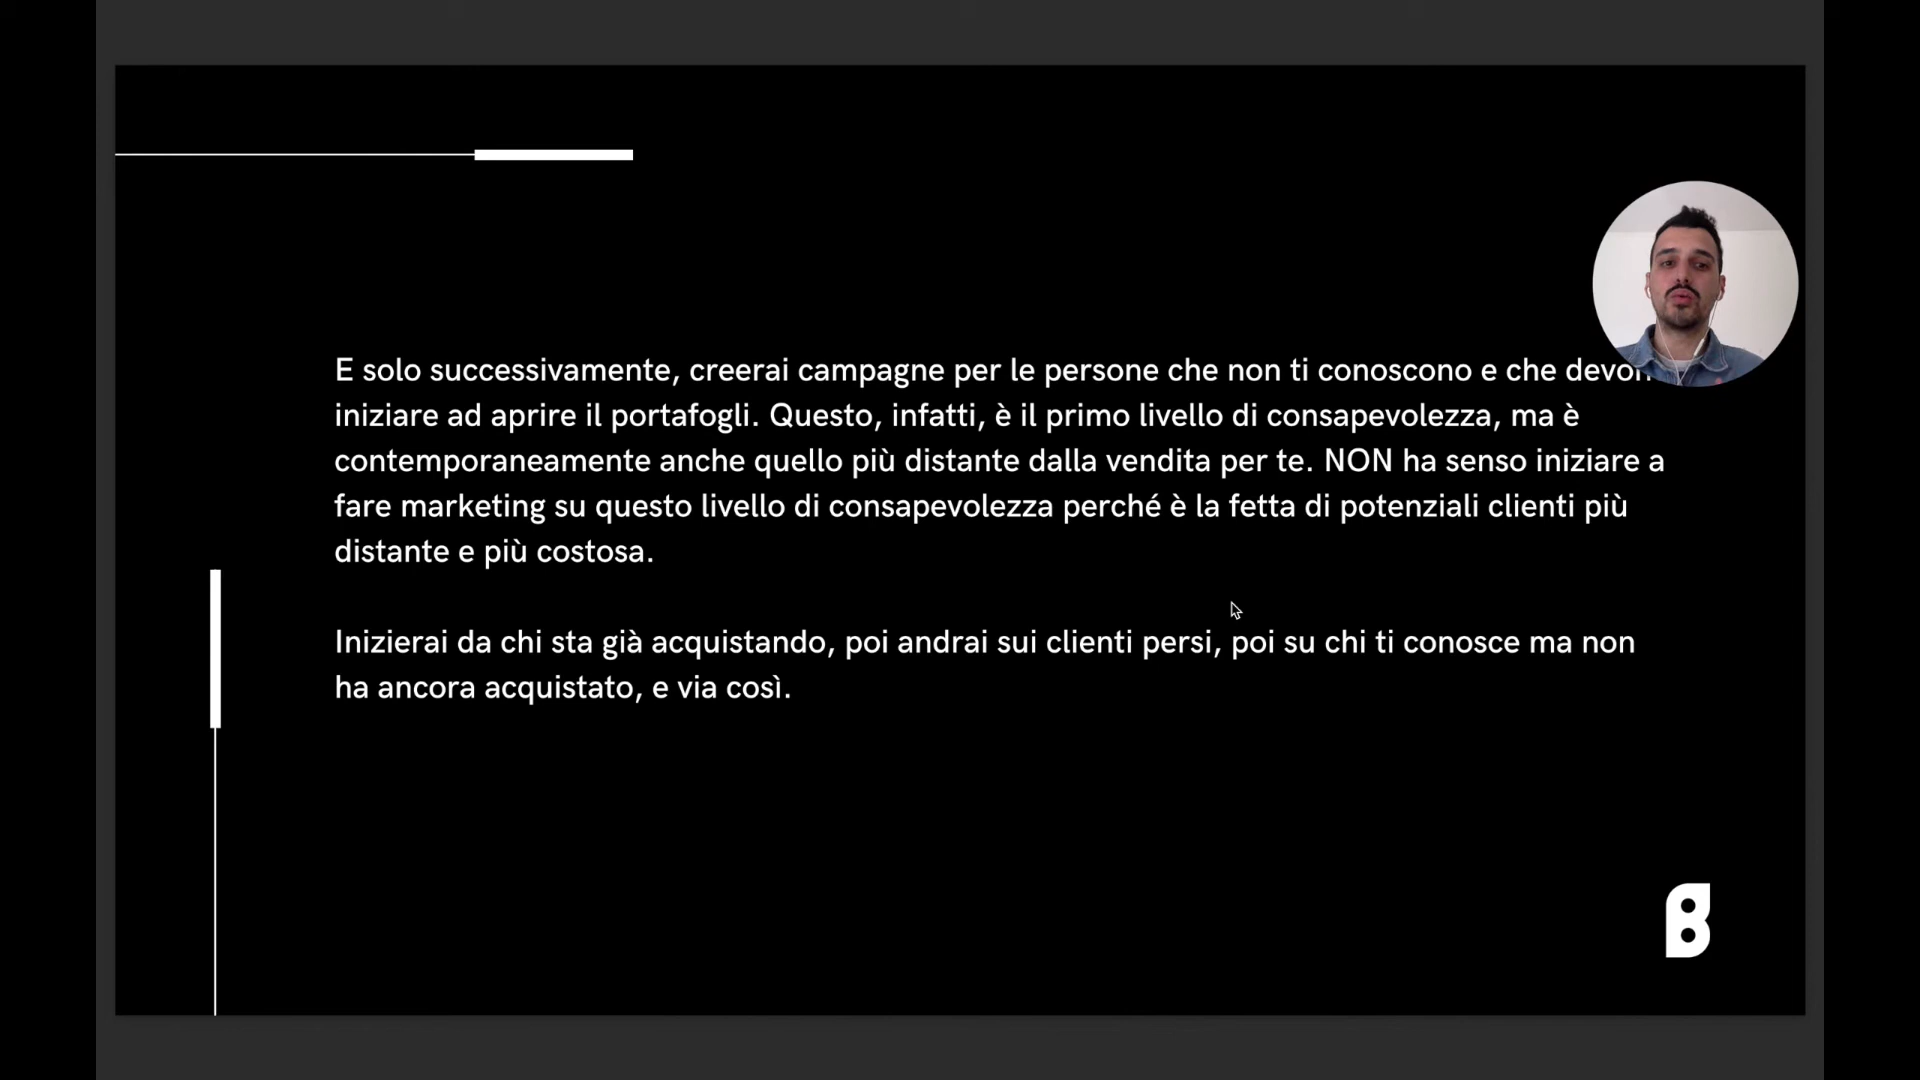 E solo successivamente, creerai campagne per le persone che non ti conoscono e che
iniziare ad aprire il portafogli. Questo, infatti, è il primo livello di consapevolezza, ma è
contemporaneamente anche quello più distante dalla vendita per te. NON ha senso iniziare a
fare marketing su questo livello di consapevolezza perché è la fetta di potenziali clienti più
distante e più costosa.
Inizierai da chi sta già acquistando, poi andrai sui clienti persi, poi su chi ti conosce ma non
ha ancora acquistato, e via così.
B